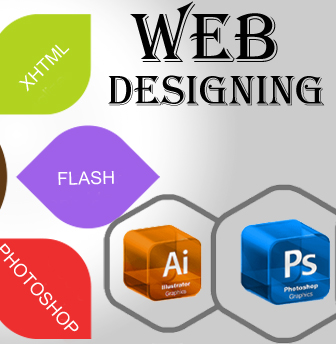 WEB
DESIGNING
XHTML
FLASH
PHOTOSHOP
Ai
Illustrator
Graphics
Ps
Photoshop
Graphics